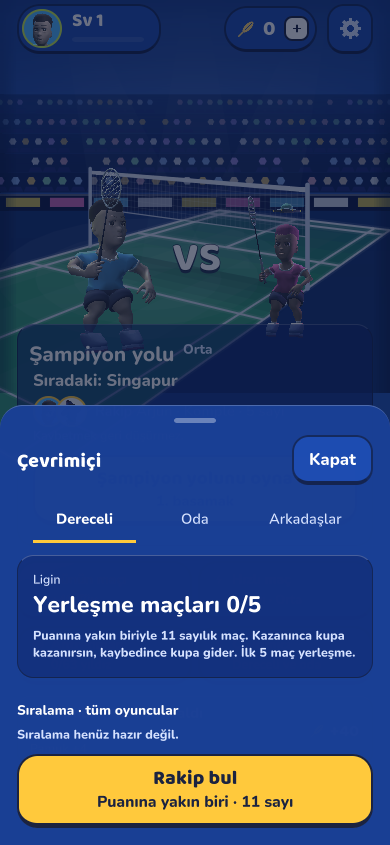 Sv 1
0 +
VS
Şampiyon yolu Orta
Sıradaki: Singapur
Çevrimiçi
Kapat
Dereceli Oda Arkadaşlar
Ligin
Yerleşme maçları 0/5
Puanına yakın biriyle 11 sayılık maç. Kazanınca kupa
kazanırsın, kaybedince kupa gider. İlk 5 maç yerleşme.
Sıralama · tüm oyuncular
Sıralama henüz hazır değil.
Rakip bul
Puanına yakın biri · 11 sayı